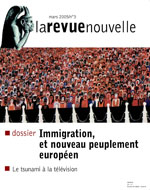 mars 2005/n°3
larevuenouvelle
dossier Immigration,
et nouveau peuplement
européen
Le tsunami à la télévision